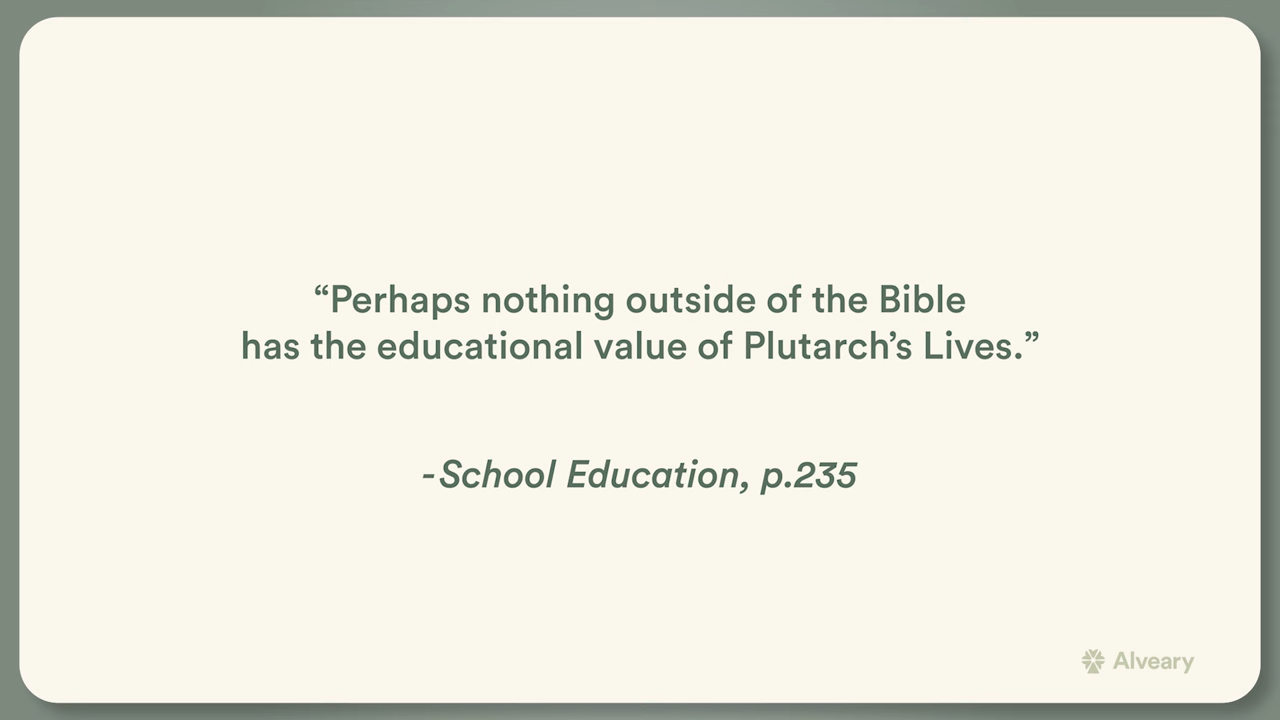 “Perhaps nothing outside of the Bible
has the educational value of Plutarch’s Lives.”
-School Education, p.235
Alveary